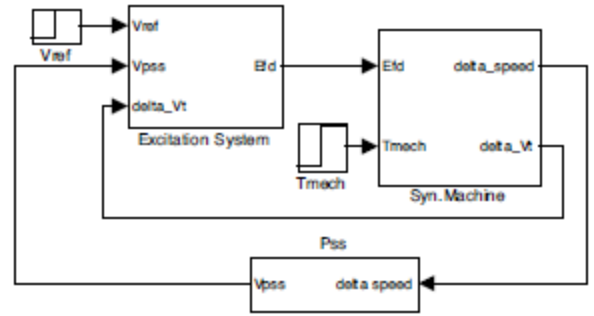 Vref
Vref
Vpss
Efd
delta_Vt
Excitation System
Efd
delta_speed
Tmech
delta_Vt
Tmech
Syn.Machine
Pss
Vpss
delta speed